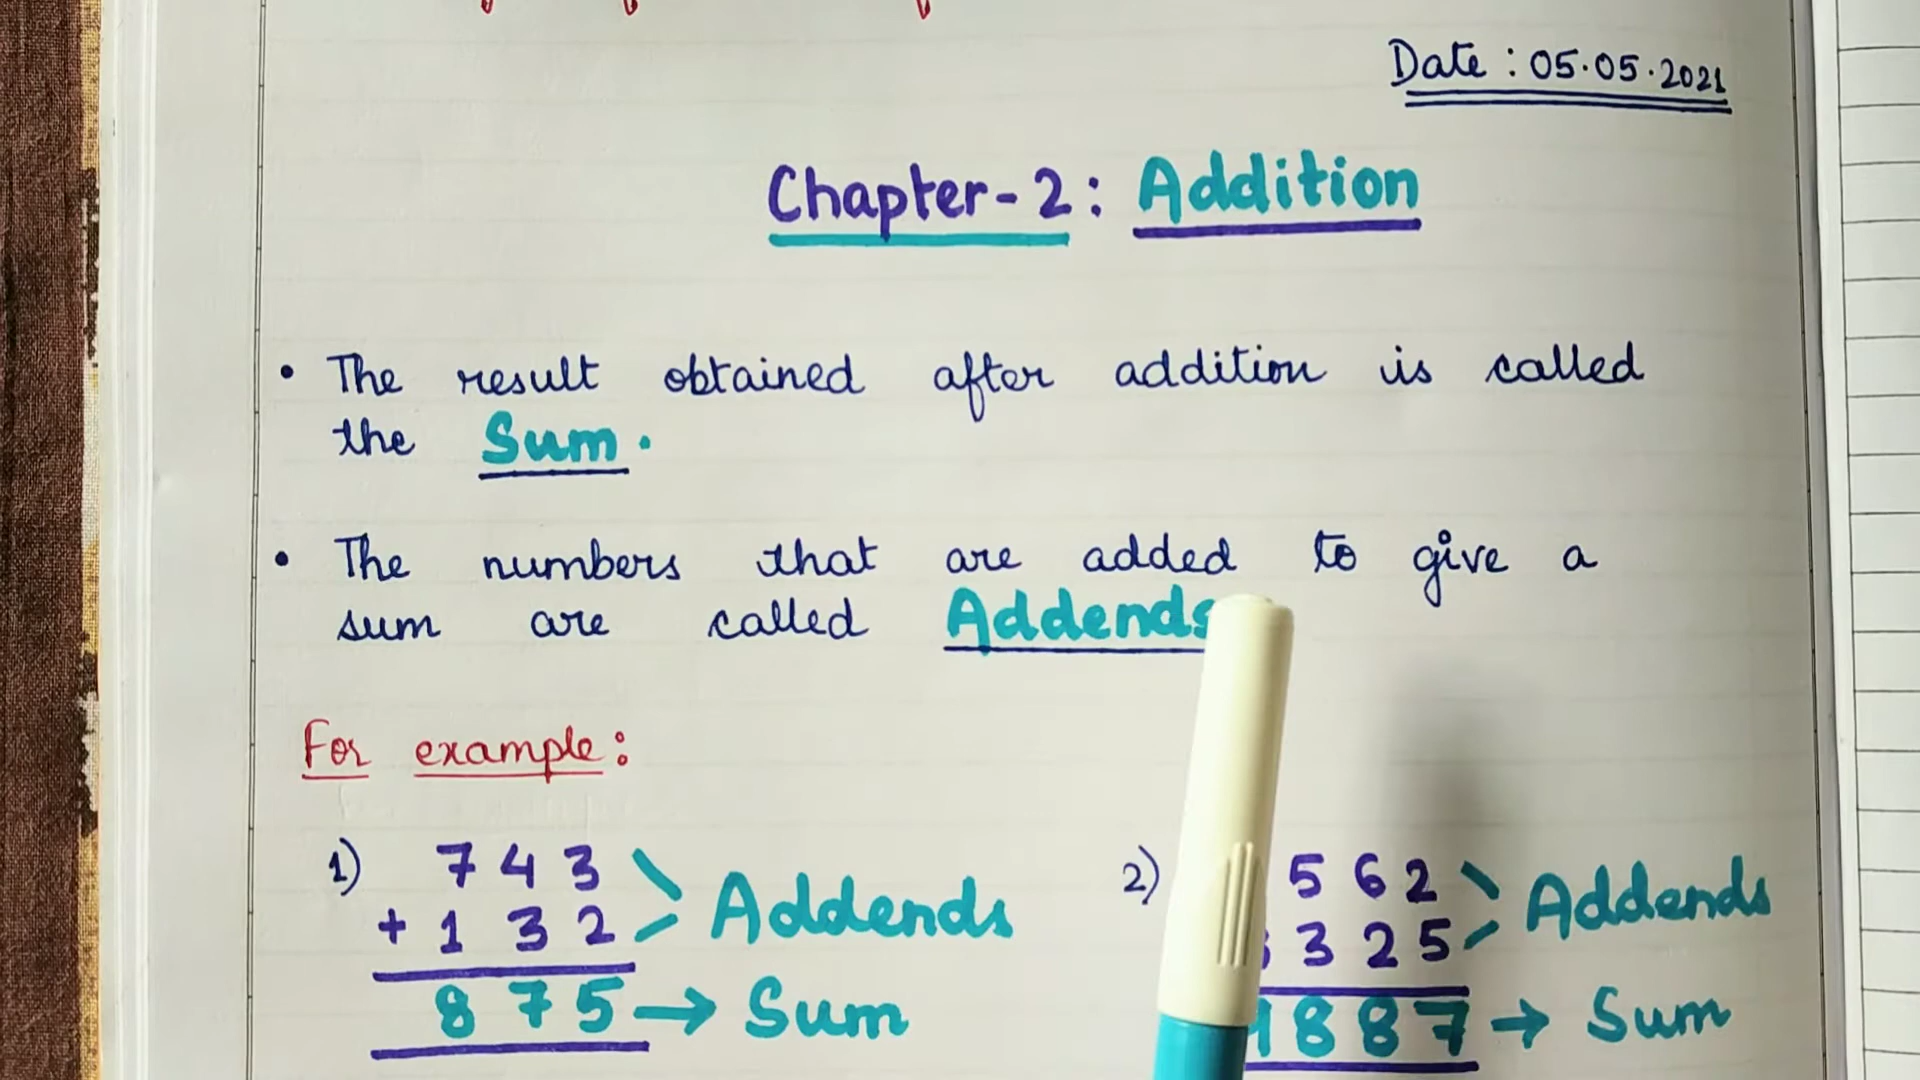 Date : 05.05.2021
Chapter-2: Addition
• The result obtained after addition is called
the Sum.
• The numbers that are added to give a
sum are called Addends
For example:
1) 743 Addends
+ 132
875 → Sum
2) 562 Addends
325
887 → Sum